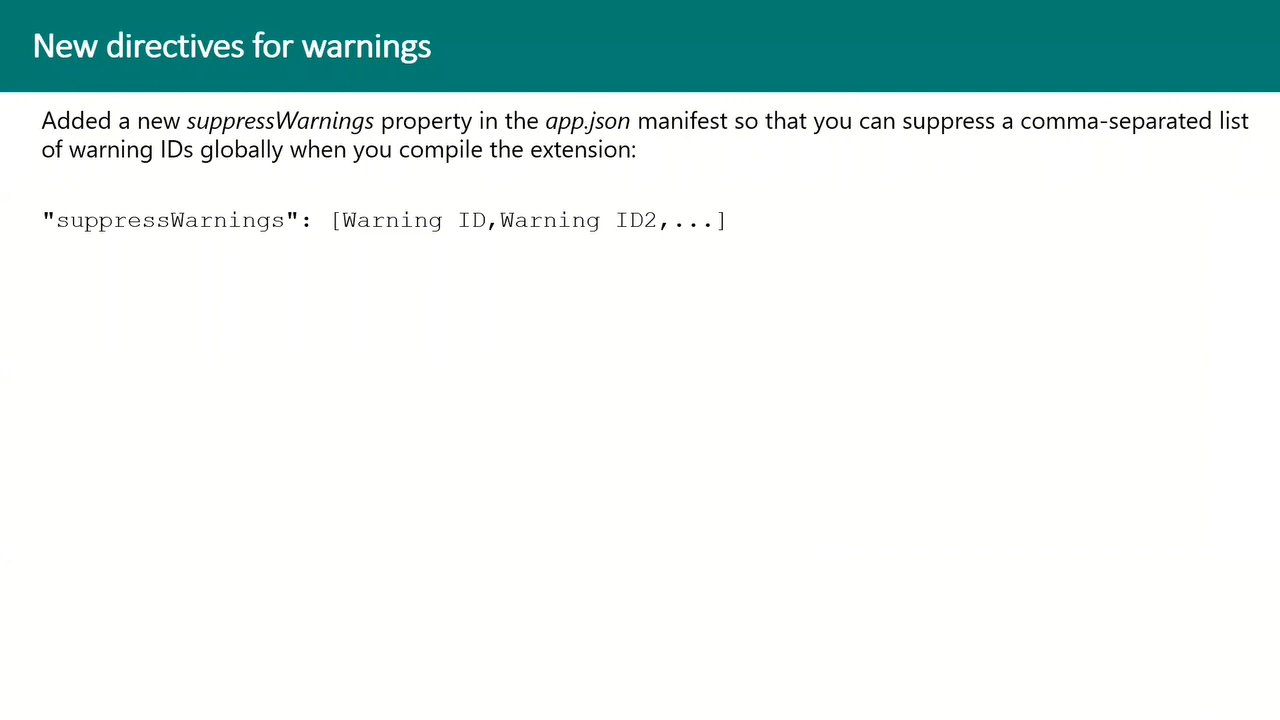 New directives for warnings
Added a new suppressWarnings property in the app.json manifest so that you can suppress a comma-separated list
of warning IDs globally when you compile the extension:
"suppressWarnings": [Warning ID,Warning ID2,...]